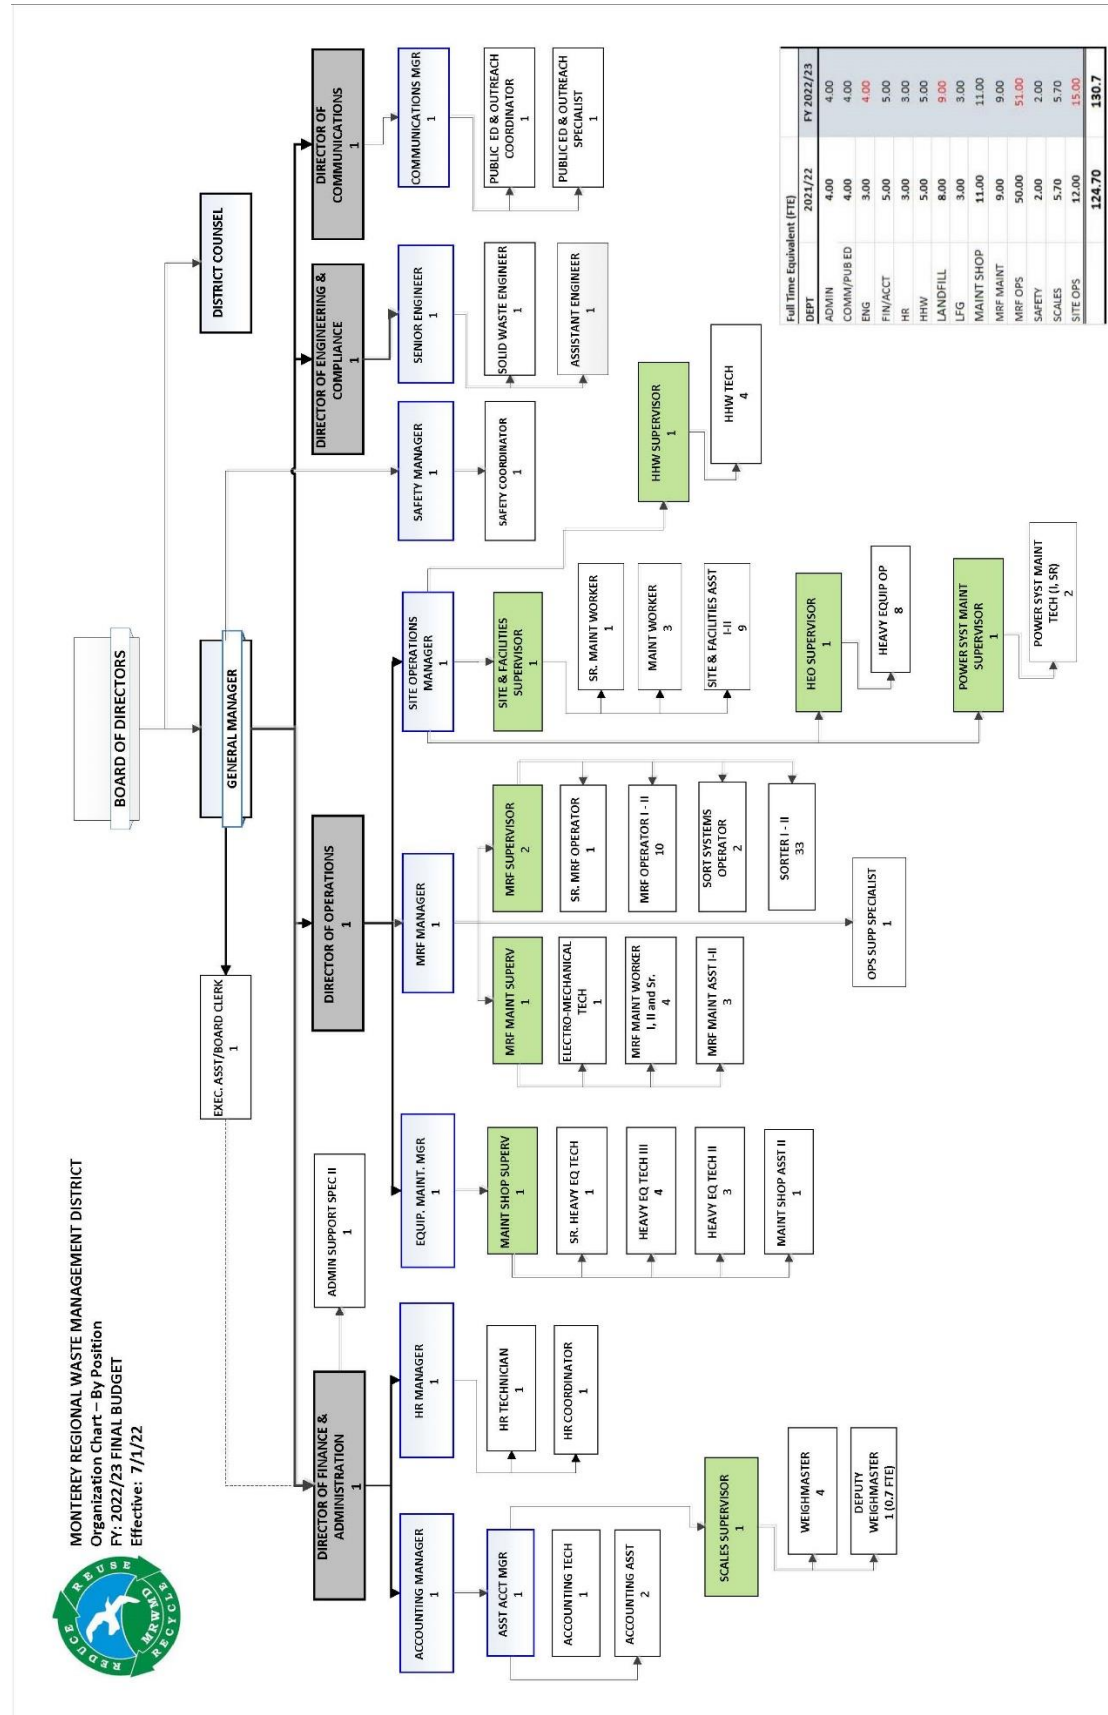 REDUCE REUSE
RECYCLE
MRWMD
MONTEREY REGIONAL WASTE MANAGEMENT DISTRICT
Organization Chart – By Position
FY: 2022/23 FINAL BUDGET
Effective: 7/1/22
BOARD OF DIRECTORS
DISTRICT COUNSEL
GENERAL MANAGER
EXEC. ASST/BOARD CLERK
1
DIRECTOR OF FINANCE &
ADMINISTRATION
1
ADMIN SUPPORT SPEC II
1
DIRECTOR OF OPERATIONS
1
DIRECTOR OF ENGINEERING &
COMPLIANCE
1
DIRECTOR OF
COMMUNICATIONS
1
ACCOUNTING MANAGER
1
HR MANAGER
1
EQUIP. MAINT. MGR
1
MRF MANAGER
1
SITE OPERATIONS
MANAGER
1
SAFETY MANAGER
1
SENIOR ENGINEER
1
COMMUNICATIONS MGR
1
ASST ACCT MGR
1
ACCOUNTING TECH
1
ACCOUNTING ASST
2
SCALES SUPERVISOR
1
WEIGHMASTER
4
DEPUTY
WEIGHMASTER
1 (0.7 FTE)
HR TECHNICIAN
1
HR COORDINATOR
1
MAINT SHOP SUPERV
1
SR. HEAVY EQ TECH
1
HEAVY EQ TECH III
4
HEAVY EQ TECH II
3
MAINT SHOP ASST II
1
MRF MAINT SUPERV
1
ELECTRO-MECHANICAL
TECH
1
MRF MAINT WORKER
I, II and Sr.
4
MRF MAINT ASST I-II
3
MRF SUPERVISOR
2
SR. MRF OPERATOR
1
MRF OPERATOR I - II
10
SORT SYSTEMS
OPERATOR
2
SORTER I - II
33
OPS SUPP SPECIALIST
1
SITE & FACILITIES
SUPERVISOR
1
SR. MAINT WORKER
1
MAINT WORKER
3
SITE & FACILITIES ASST
I-II
9
HHW SUPERVISOR
1
HHW TECH
4
HEO SUPERVISOR
1
HEAVY EQUIP OP
8
POWER SYST MAINT
SUPERVISOR
1
POWER SYST MAINT
TECH (I, SR)
2
SAFETY COORDINATOR
1
SOLID WASTE ENGINEER
1
ASSISTANT ENGINEER
1
PUBLIC ED & OUTREACH
COORDINATOR
1
PUBLIC ED & OUTREACH
SPECIALIST
1
Full Time Equivalent (FTE)
DEPT 2021/22 FY 2022/23
ADMIN 4.00 4.00
COMM/PUB ED 4.00 4.00
ENG 3.00 4.00
FIN/ACCT 5.00 5.00
HR 3.00 3.00
HHW 5.00 5.00
LANDFILL 8.00 9.00
LFG 3.00 3.00
MAINT SHOP 11.00 11.00
MRF MAINT 9.00 9.00
MRF OPS 50.00 51.00
SAFETY 2.00 2.00
SCALES 5.70 5.70
SITE OPS 12.00 15.00
124.70 130.7